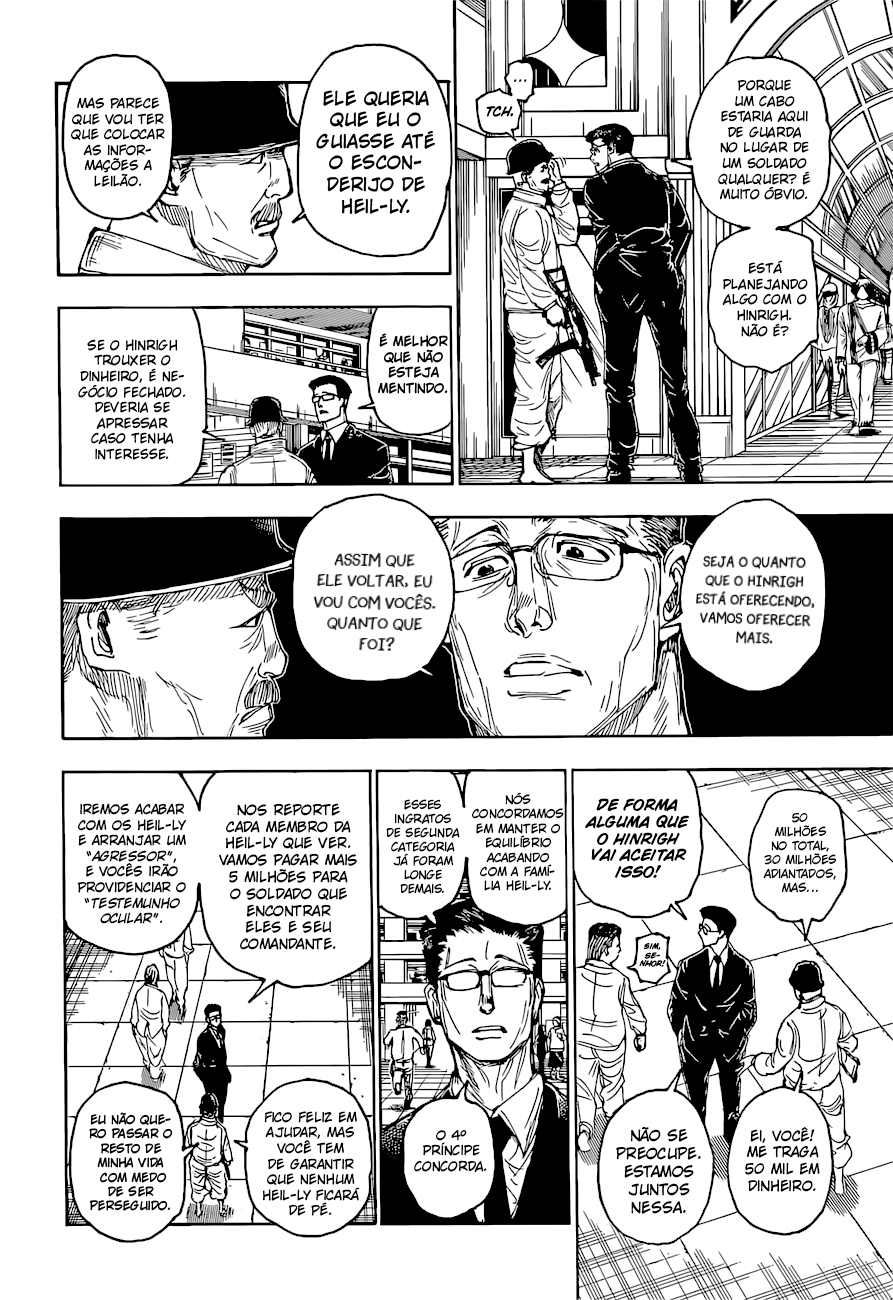 PORQUE
UM CABO
ESTARIA AQUI
DE GUARDA
NO LUGAR DE
UM SOLDADO
QUALQUER? É
MUITO ÓBVIO.
ESTÁ
PLANEJANDO
ALGO COM O
HINRIGH.
NÃO É?
...
TCH.
ELE QUERIA
QUE EU O
GUIASSE ATÉ
O ESCON-
DERIJO DE
HEIL-LY.
MAS PARECE
QUE VOU TER
QUE COLOCAR
AS INFOR-
MAÇÕES A
LEILÃO.
É MELHOR
QUE NÃO
ESTEJA
MENTINDO.
SE O HINRIGH
TROUXER O
DINHEIRO, É NE-
GÓCIO FECHADO.
DEVERIA SE
APRESSAR
CASO TENHA
INTERESSE.
SEJA O QUANTO
QUE O HINRIGH
ESTÁ OFERECENDO,
VAMOS OFERECER
MAIS.
ASSIM QUE
ELE VOLTAR, EU
VOU COM VOCÊS.
QUANTO QUE
FOI?
50
MILHÕES
NO TOTAL,
30 MILHÕES
ADIANTADOS,
MAS...
DE FORMA
ALGUMA QUE
O HINRIGH
VAI ACEITAR
ISSO!
SIM,
SE-
NHOR!
EI, VOCÊ!
ME TRAGA
50 MIL EM
DINHEIRO.
NÃO SE
PREOCUPE.
ESTAMOS
JUNTOS
NESSA.
NÓS
CONCORDAMOS
EM MANTER O
EQUILÍBRIO
ACABANDO
COM A FAMÍ-
LIA HEIL-LY.
ESSES
INGRATOS DE
SEGUNDA
CATEGORIA
JÁ FORAM
LONGE
DEMAIS.
O 4º
PRÍNCIPE
CONCORDA.
NOS REPORTE
CADA MEMBRO DA
HEIL-LY QUE VER.
VAMOS PAGAR MAIS
5 MILHÕES PARA
O SOLDADO QUE
ENCONTRAR
ELES E SEU
COMANDANTE.
IREMOS ACABAR
COM OS HEIL-LY
E ARRANJAR UM
"AGRESSOR",
E VOCÊS IRÃO
PROVIDENCIAR O
"TESTEMUNHO
OCULAR".
FICO FELIZ EM
AJUDAR, MAS
VOCÊ TEM
DE GARANTIR
QUE NENHUM
HEIL-LY FICARÁ
DE PÉ.
EU NÃO QUE-
RO PASSAR O
RESTO DE
MINHA VIDA
COM MEDO
DE SER
PERSEGUIDO.